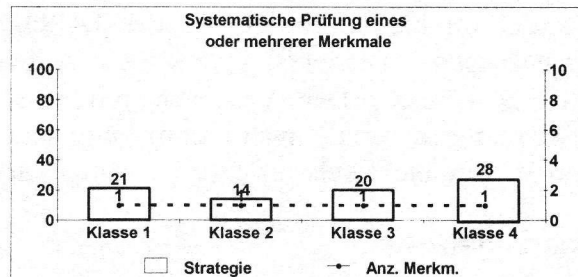 Systematische Prüfung eines
oder mehrerer Merkmale
100 10
80 8
60 6
40 4
20 2
0 0
21 14 20 28
1 1 1 1
Klasse 1 Klasse 2 Klasse 3 Klasse 4
Strategie Anz. Merkm.